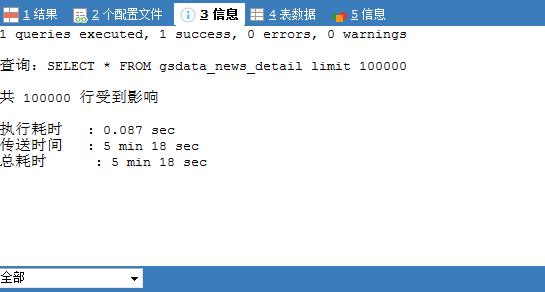 1 结果 2 个配置文件 3 信息 4 表数据 5 信息
1 queries executed, 1 success, 0 errors, 0 warnings
查询：SELECT * FROM gsdata_news_detail limit 100000
共 100000 行受到影响
执行耗时 : 0.087 sec
传送时间 : 5 min 18 sec
总耗时 : 5 min 18 sec
全部